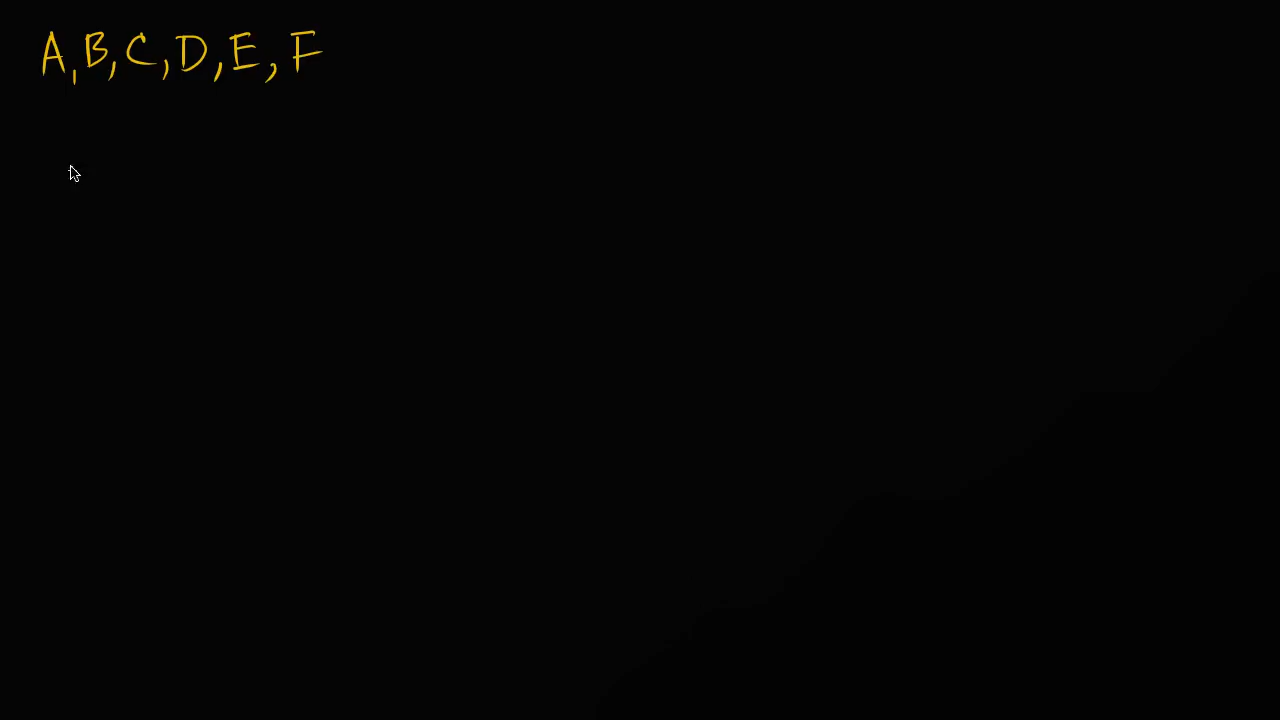 A, B, C, D, E, F